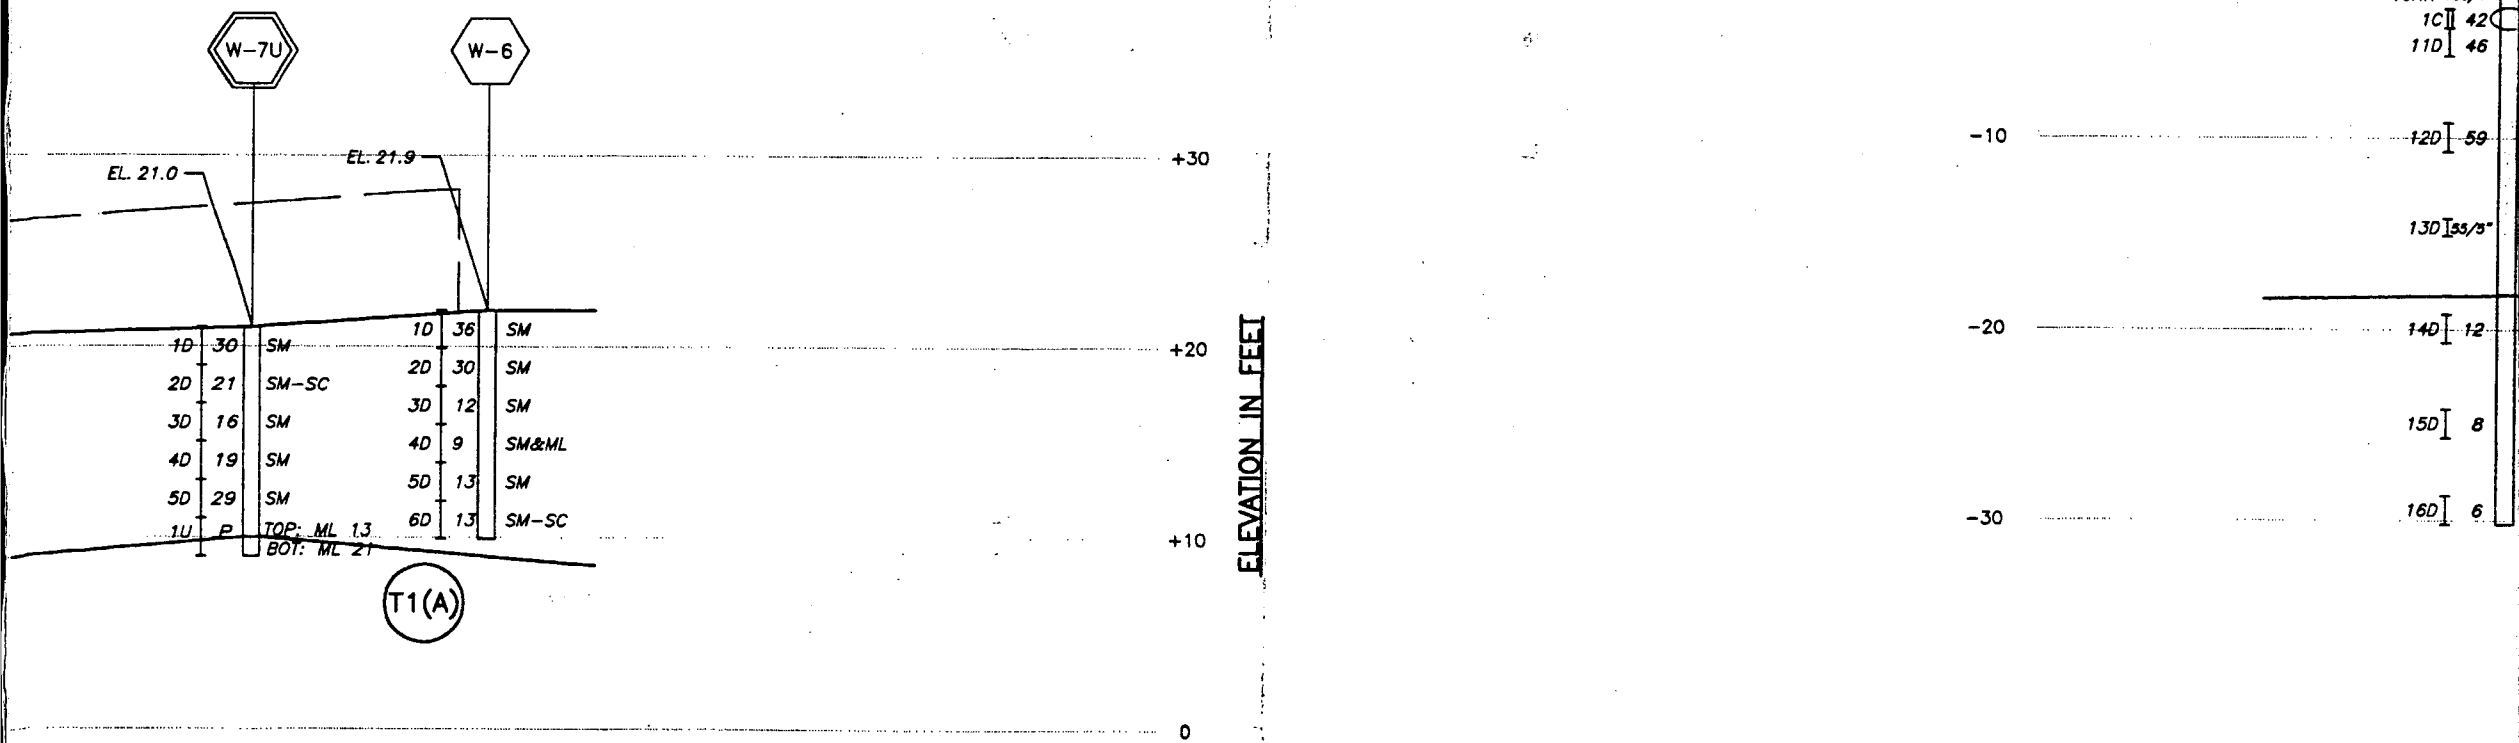 W-7U
W-6
EL. 21.0
EL. 21.9
+30
1D 30 SM
2D 21 SM-SC
3D 16 SM
4D 19 SM
5D 29 SM
1U P TOP: ML 13
BOT: ML 21
1D 36 SM
2D 30 SM
3D 12 SM
4D 9 SM&ML
5D 13 SM
6D 13 SM-SC
+20
+10
0
T1(A)
ELEVATION IN FEET
-10
-20
-30
1C 42
11D 46
12D 59
13D 55/5"
14D 12
15D 8
16D 6